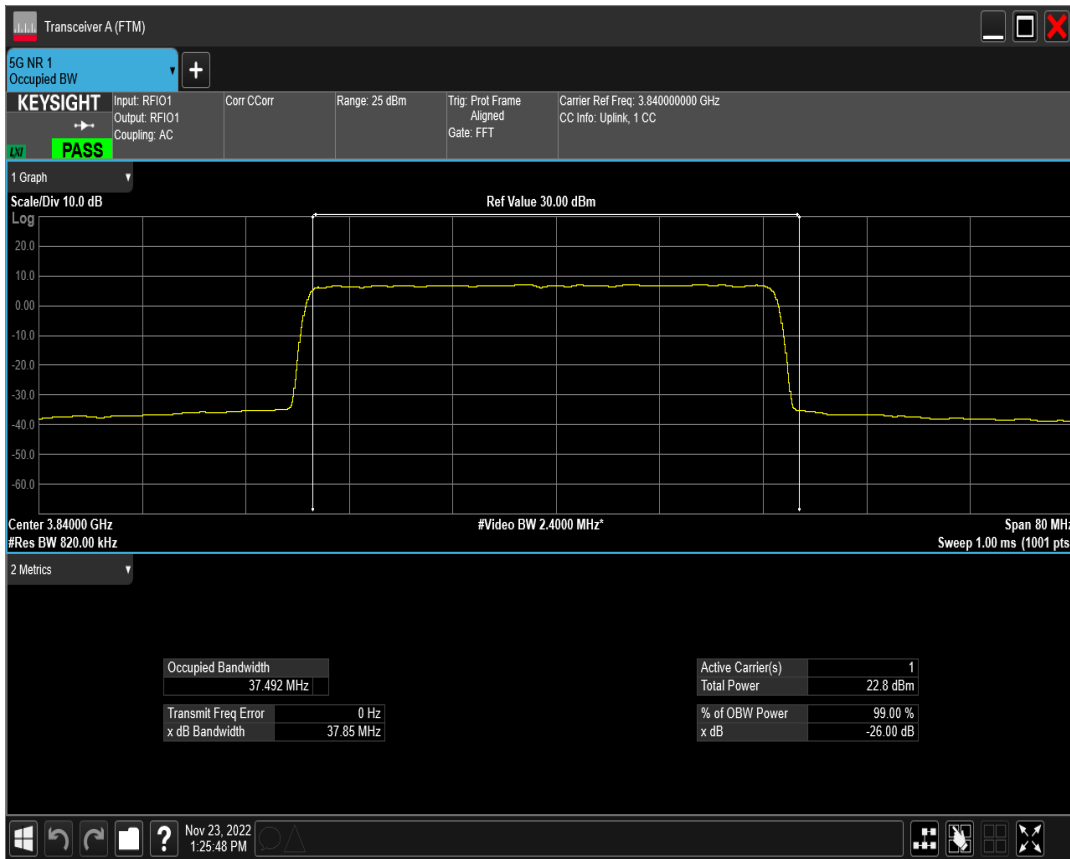 Transceiver A (FTM)
5G NR 1
Occupied BW
+
KEYSIGHT
Input: RFIO1
Output: RFIO1
Coupling: AC
Corr CCorr
Range: 25 dBm
Trig: Prot Frame
Aligned
Gate: FFT
Carrier Ref Freq: 3.840000000 GHz
CC Info: Uplink, 1 CC
LXI
PASS
1 Graph
Scale/Div 10.0 dB
Ref Value 30.00 dBm
Log
20.0
10.0
0.00
-10.0
-20.0
-30.0
-40.0
-50.0
-60.0
Center 3.84000 GHz
#Video BW 2.4000 MHz*
Span 80 MHz
#Res BW 820.00 kHz
Sweep 1.00 ms (1001 pts
2 Metrics
Occupied Bandwidth
37.492 MHz
Active Carrier(s) 1
Total Power 22.8 dBm
Transmit Freq Error 0 Hz
x dB Bandwidth 37.85 MHz
% of OBW Power 99.00 %
x dB -26.00 dB
?
Nov 23, 2022
1:25:48 PM